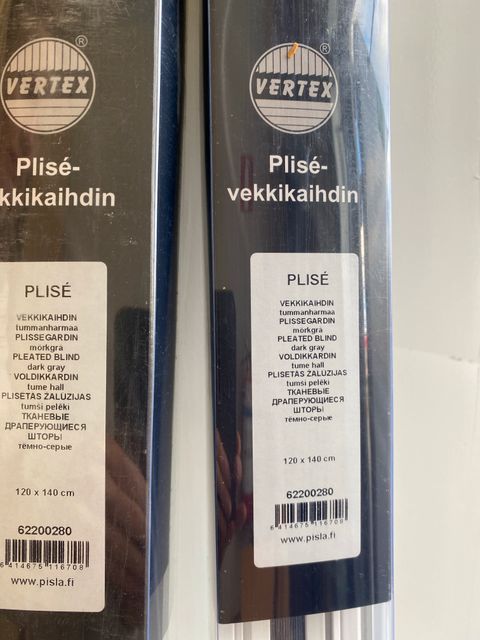 VERTEX
®
Plisé-
kkikaihdin
PLISÉ
VEKKIKAIHDIN
tummanharmaa
PLISSEGARDIN
mörkgrå
PLEATED BLIND
dark gray
VOLDIKKARDIN
tume hall
PLISETAS ŽALUZIJAS
tumši pelēki
ТКАНЕВЫЕ
ДРАПЕРУЮЩИЕСЯ
ШТОРЫ
тёмно-серые
120 x 140 cm
62200280
6 414675 116708
www.pisla.fi
VERTEX
®
Plisé-
vekkikaihdin
PLISÉ
VEKKIKAIHDIN
tummanharmaa
PLISSEGARDIN
mörkgrå
PLEATED BLIND
dark gray
VOLDIKKARDIN
tume hall
PLISETAS ŽALUZIJAS
tumši pelēki
ТКАНЕВЫЕ
ДРАПЕРУЮЩИЕСЯ
ШТОРЫ
тёмно-серые
120 x 140 cm
62200280
6 414675 116708
www.pisla.fi